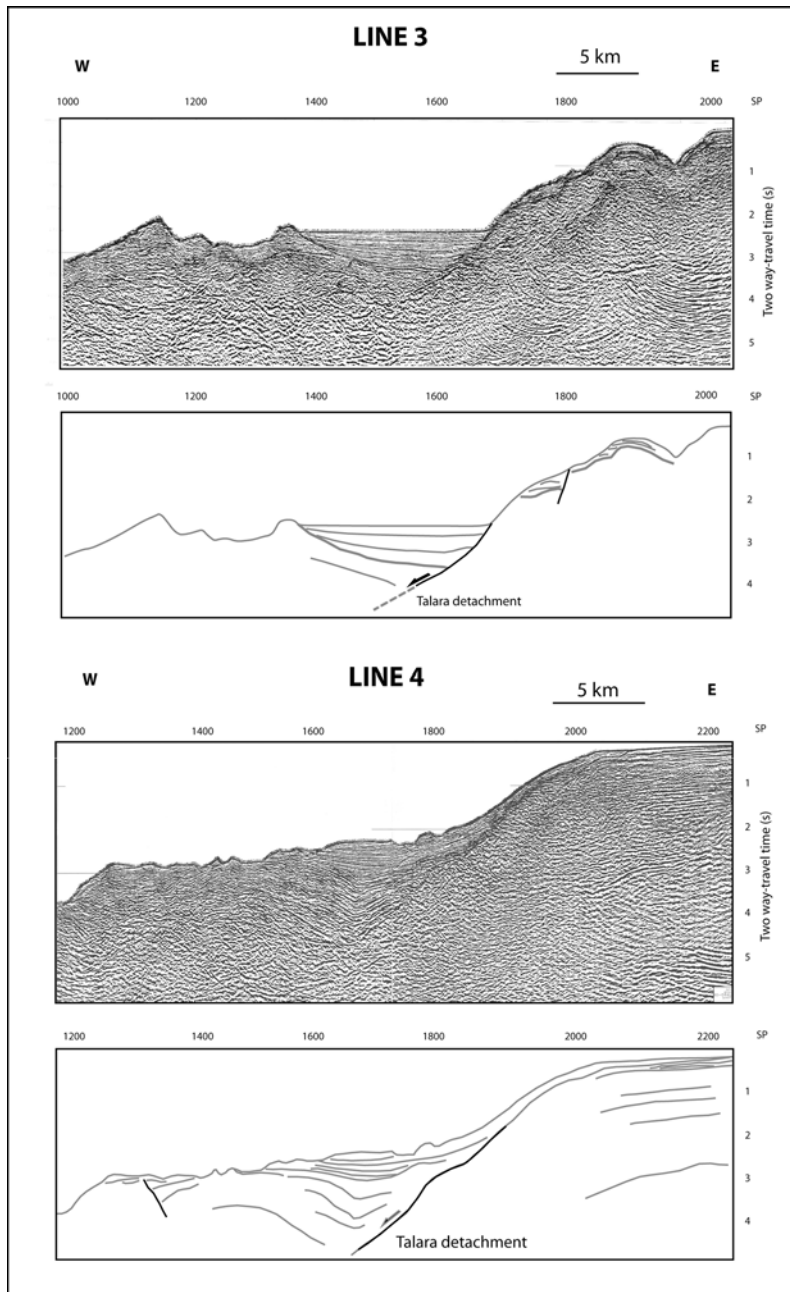 LINE 3
5 km
W E
1000 1200 1400 1600 1800 2000 SP
1
2
3
4
5
Two way-travel time (s)
1000 1200 1400 1600 1800 2000 SP
1
2
3
4
Talara detachment
LINE 4
W E
5 km
1200 1400 1600 1800 2000 2200 SP
1
2
3
4
5
Two way-travel time (s)
1200 1400 1600 1800 2000 2200 SP
1
2
3
4
Talara detachment